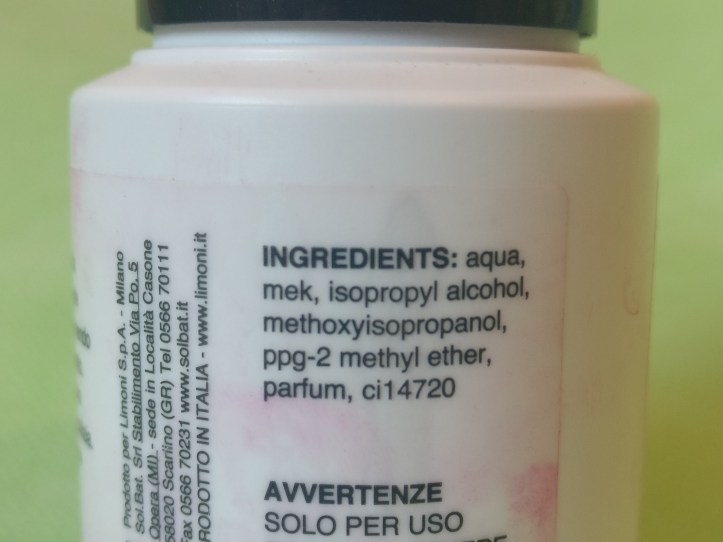 Prodotto per Limoni S.p.A. - Milano
Sol.Bat. Srl Stabilimento Via Po, 5
Opera (MI) - sede in Località Casone
58020 Scarlino (GR) Tel 0566 70111
Fax 0566 70231 www.solbat.it
PRODOTTO IN ITALIA - www.limoni.it
INGREDIENTS: aqua,
mek, isopropyl alcohol,
methoxyisopropanol,
ppg-2 methyl ether,
parfum, ci14720
AVVERTENZE
SOLO PER USO